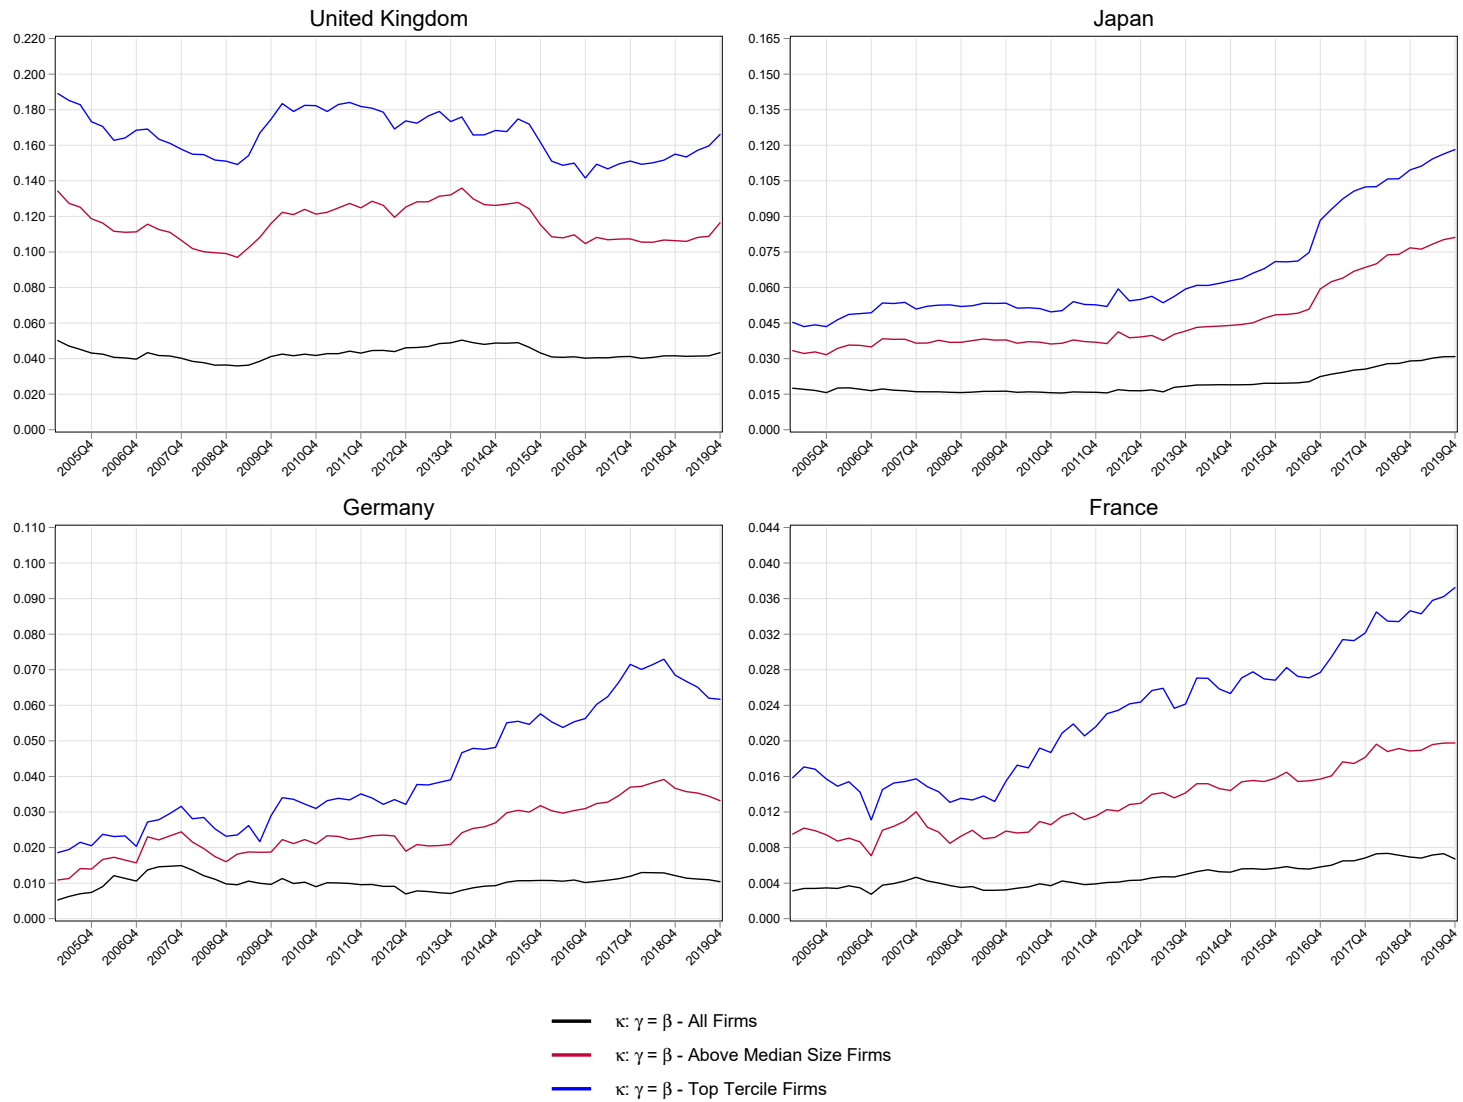 United Kingdom
0.220
0.200
0.180
0.160
0.140
0.120
0.100
0.080
0.060
0.040
0.020
0.000
2005Q4
2006Q4
2007Q4
2008Q4
2009Q4
2010Q4
2011Q4
2012Q4
2013Q4
2014Q4
2015Q4
2016Q4
2017Q4
2018Q4
2019Q4
Japan
0.165
0.150
0.135
0.120
0.105
0.090
0.075
0.060
0.045
0.030
0.015
0.000
2005Q4
2006Q4
2007Q4
2008Q4
2009Q4
2010Q4
2011Q4
2012Q4
2013Q4
2014Q4
2015Q4
2016Q4
2017Q4
2018Q4
2019Q4
Germany
0.110
0.100
0.090
0.080
0.070
0.060
0.050
0.040
0.030
0.020
0.010
0.000
2005Q4
2006Q4
2007Q4
2008Q4
2009Q4
2010Q4
2011Q4
2012Q4
2013Q4
2014Q4
2015Q4
2016Q4
2017Q4
2018Q4
2019Q4
France
0.044
0.040
0.036
0.032
0.028
0.024
0.020
0.016
0.012
0.008
0.004
0.000
2005Q4
2006Q4
2007Q4
2008Q4
2009Q4
2010Q4
2011Q4
2012Q4
2013Q4
2014Q4
2015Q4
2016Q4
2017Q4
2018Q4
2019Q4
κ: γ = β - All Firms
κ: γ = β - Above Median Size Firms
κ: γ = β - Top Tercile Firms